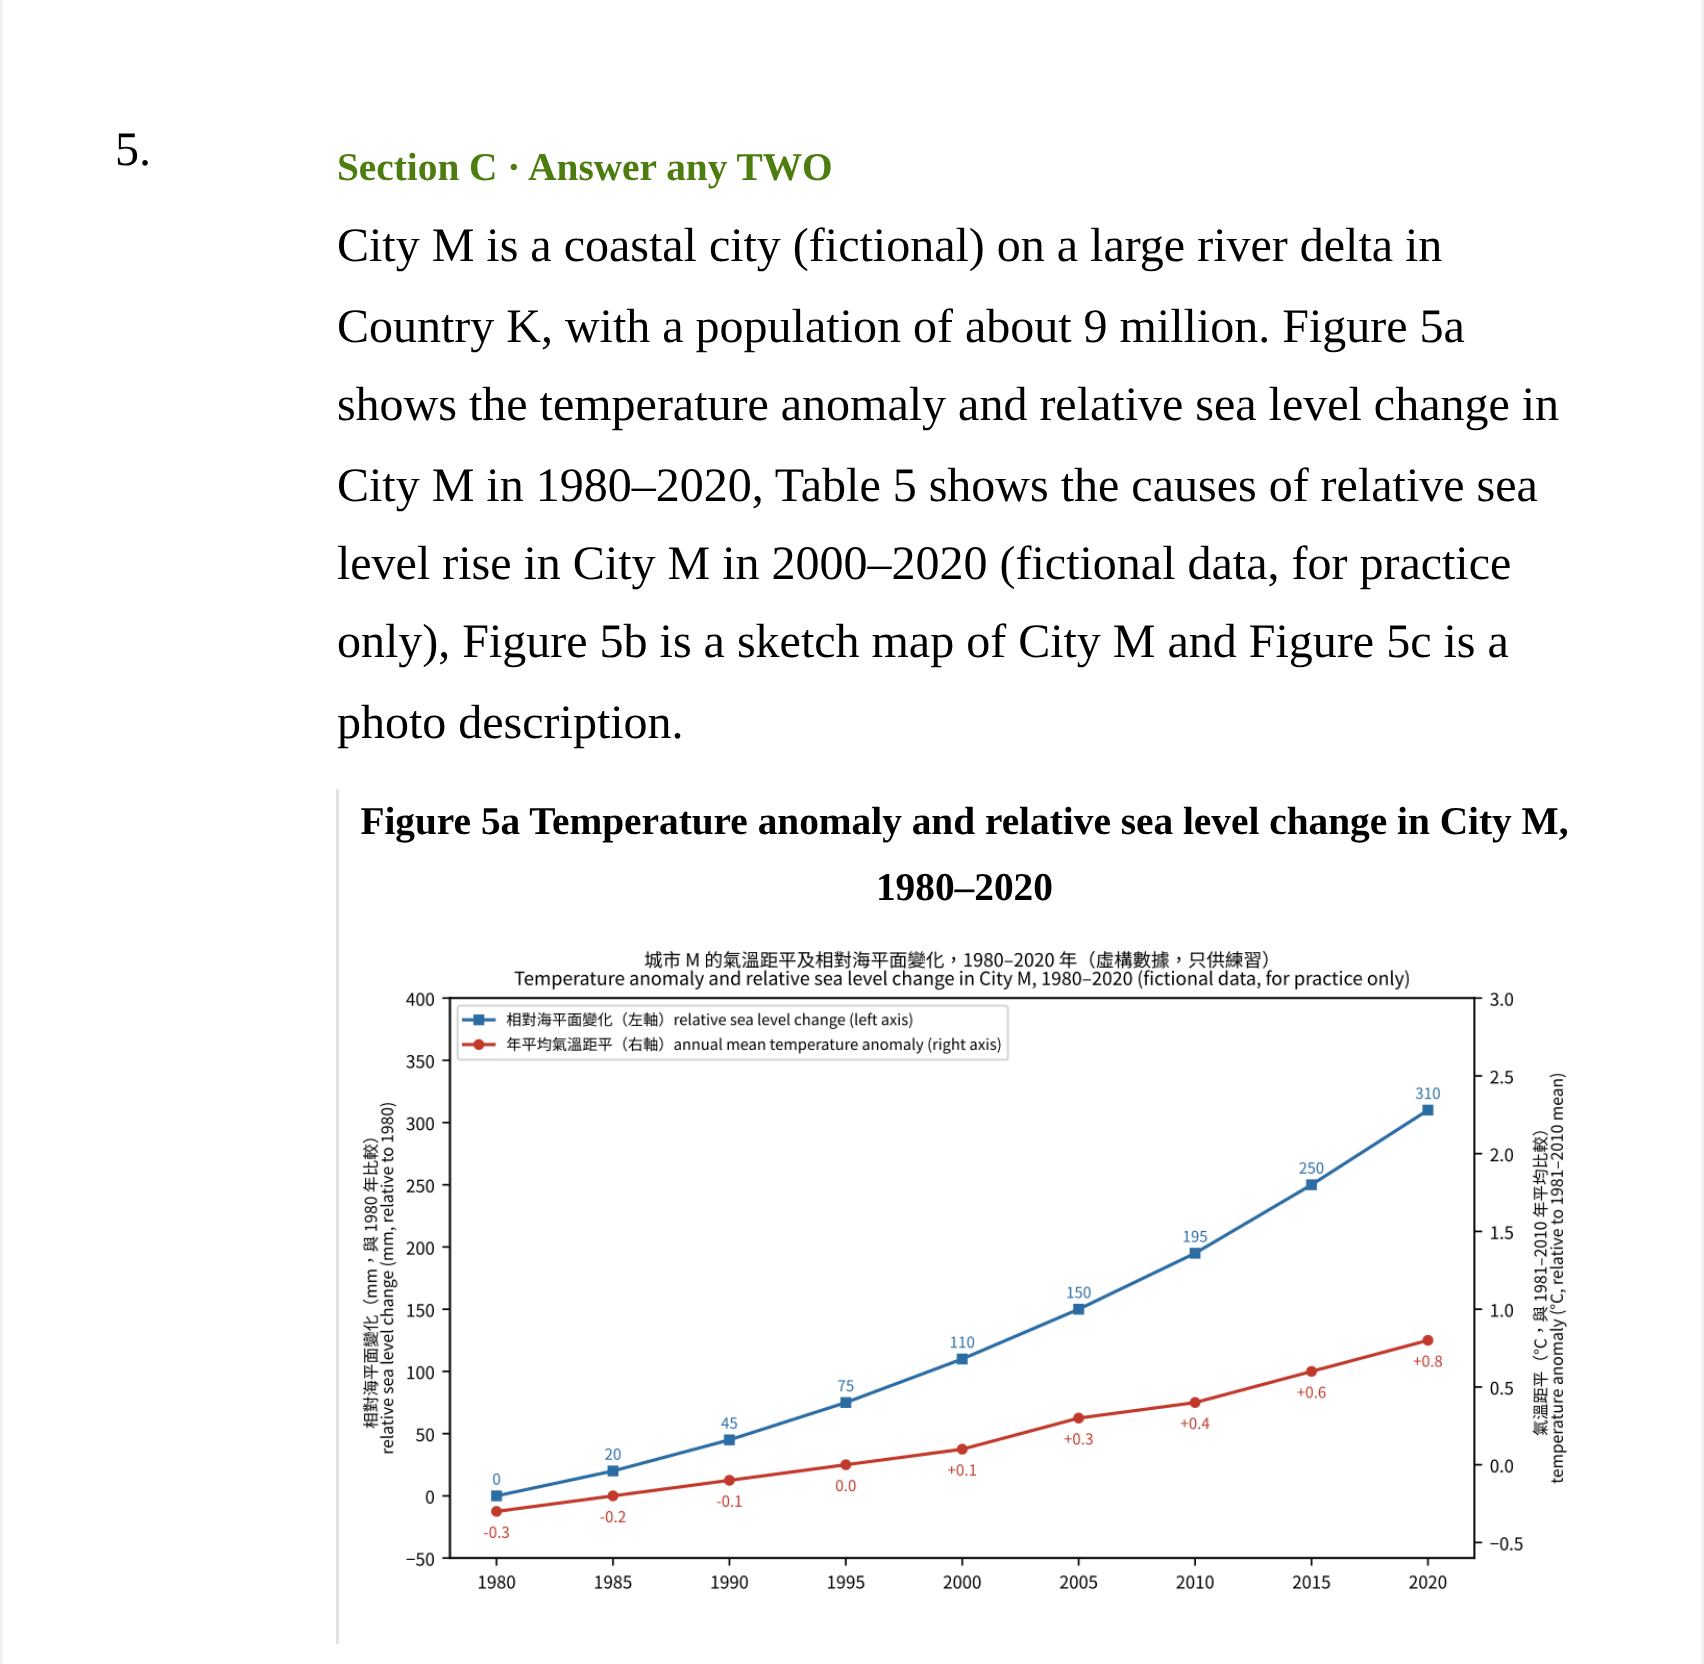 5.
Section C · Answer any TWO
City M is a coastal city (fictional) on a large river delta in
Country K, with a population of about 9 million. Figure 5a
shows the temperature anomaly and relative sea level change in
City M in 1980–2020, Table 5 shows the causes of relative sea
level rise in City M in 2000–2020 (fictional data, for practice
only), Figure 5b is a sketch map of City M and Figure 5c is a
photo description.
Figure 5a Temperature anomaly and relative sea level change in City M,
1980–2020
城市 M 的氣溫距平及相對海平面變化，1980–2020 年（虛構數據，只供練習）
Temperature anomaly and relative sea level change in City M, 1980–2020 (fictional data, for practice only)
相對海平面變化（左軸）relative sea level change (left axis)
年平均氣溫距平（右軸）annual mean temperature anomaly (right axis)
相對海平面變化（mm，與 1980 年比較）
relative sea level change (mm, relative to 1980)
400
350
300
250
200
150
100
50
0
−50
0
20
45
75
110
150
195
250
310
-0.3
-0.2
-0.1
0.0
+0.1
+0.3
+0.4
+0.6
+0.8
3.0
2.5
2.0
1.5
1.0
0.5
0.0
−0.5
氣溫距平（°C，與 1981–2010 年平均比較）
temperature anomaly (°C, relative to 1981–2010 mean)
1980
1985
1990
1995
2000
2005
2010
2015
2020